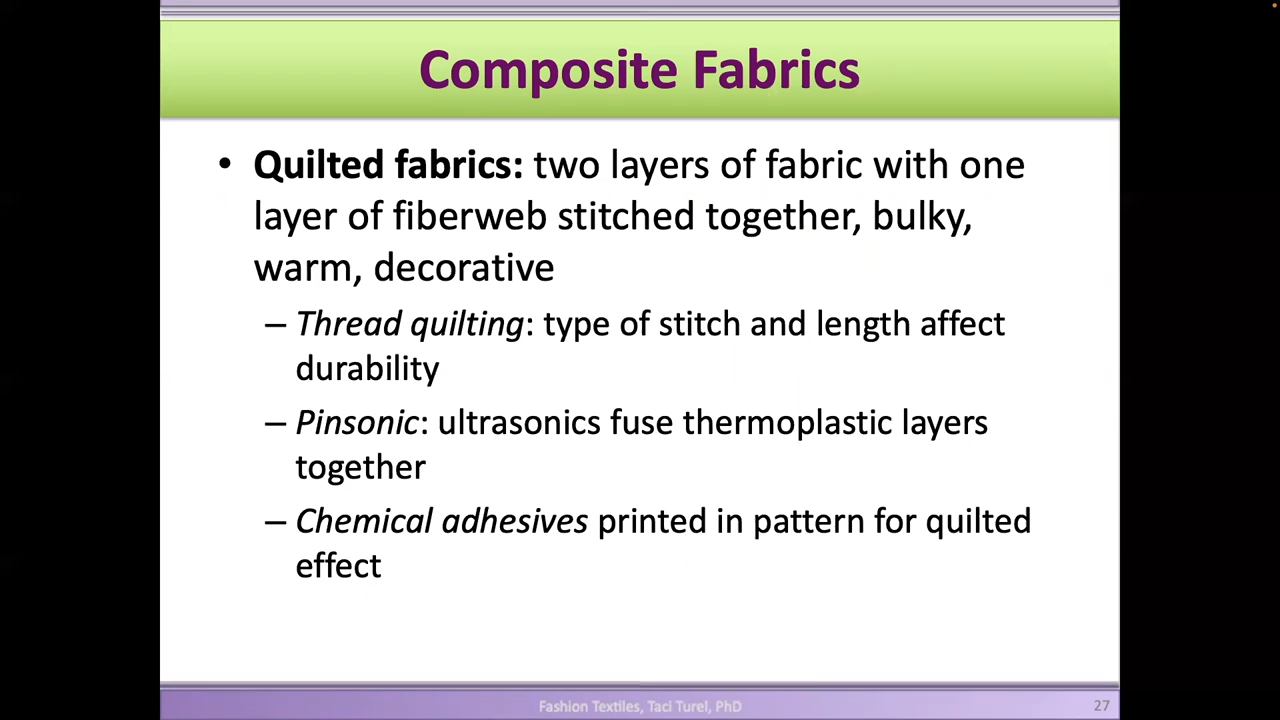 Composite Fabrics
• Quilted fabrics: two layers of fabric with one
layer of fiberweb stitched together, bulky,
warm, decorative
– Thread quilting: type of stitch and length affect
durability
– Pinsonic: ultrasonics fuse thermoplastic layers
together
– Chemical adhesives printed in pattern for quilted
effect
Fashion Textiles, Taci Turel, PhD
27